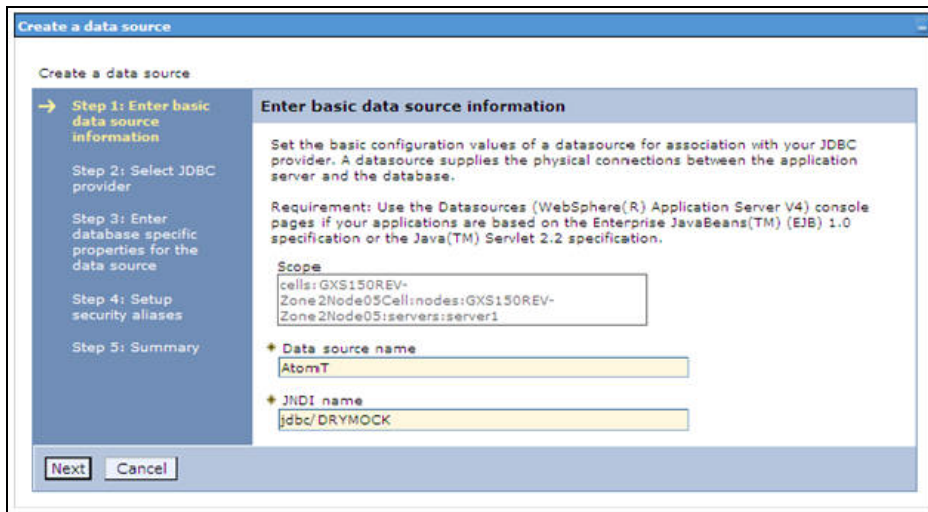 Create a data source
Create a data source
Step 1: Enter basic
data source
information
Step 2: Select JDBC
provider
Step 3: Enter
database specific
properties for the
data source
Step 4: Setup
security aliases
Step 5: Summary
Enter basic data source information
Set the basic configuration values of a datasource for association with your JDBC
provider. A datasource supplies the physical connections between the application
server and the database.
Requirement: Use the Datasources (WebSphere(R) Application Server V4) console
pages if your applications are based on the Enterprise JavaBeans(TM) (EJB) 1.0
specification or the Java(TM) Servlet 2.2 specification.
Scope
cells:GXS150REV-
Zone2Node05Cell:nodes:GXS150REV-
Zone2Node05:servers:server1
Data source name
AtomT
JNDI name
jdbc/DRYMOCK
Next
Cancel